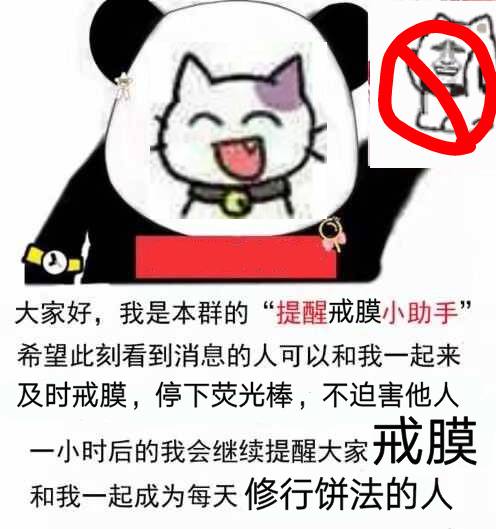 大家好，我是本群的“提醒戒膜小助手”
希望此刻看到消息的人可以和我一起来
及时戒膜，停下荧光棒，不迫害他人
一小时后的我会继续提醒大家戒膜
和我一起成为每天修行饼法的人